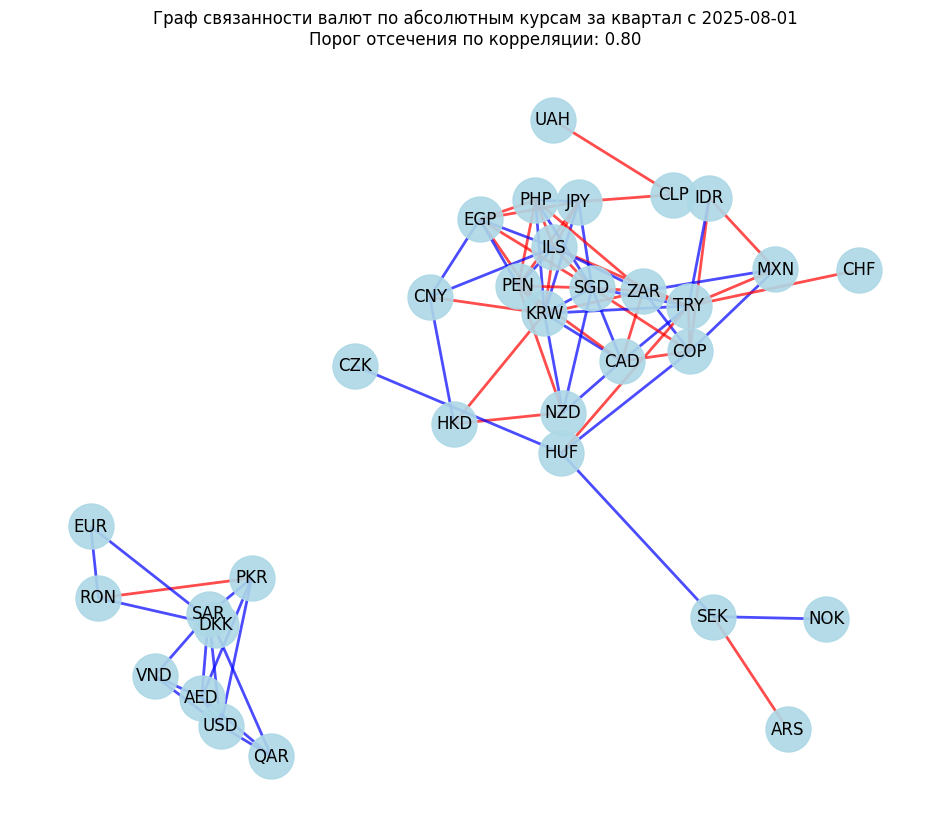 Граф связанности валют по абсолютным курсам за квартал с 2025-08-01
Порог отсечения по корреляции: 0.80
UAH
CLP
IDR
PHP
JPY
EGP
ILS
MXN
CHF
PEN
SGD
ZAR
CNY
TRY
KRW
COP
CAD
CZK
NZD
HKD
HUF
EUR
PKR
RON
SAR
DKK
SEK
NOK
VND
AED
USD
ARS
QAR